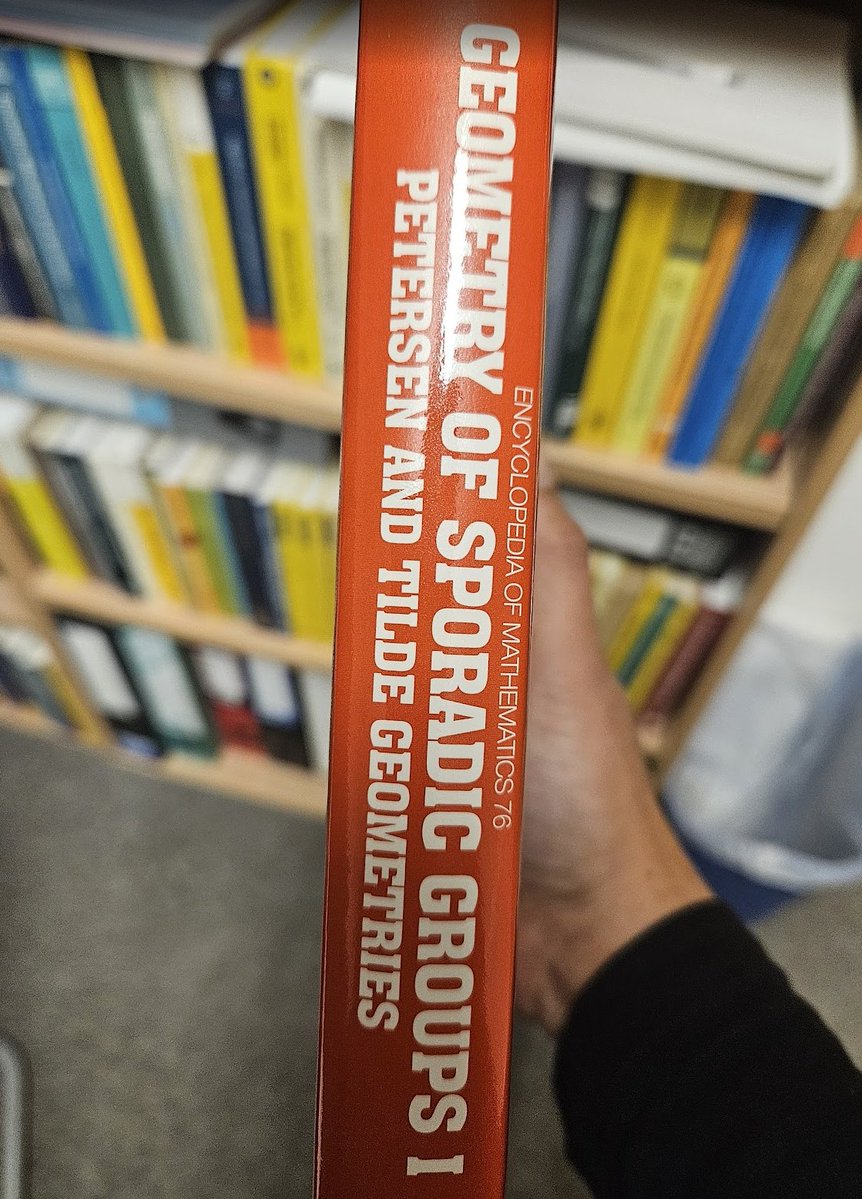 ENCYCLOPEDIA OF MATHEMATICS 76
GEOMETRY OF SPORADIC GROUPS I
PETERSEN AND TILDE GEOMETRIES